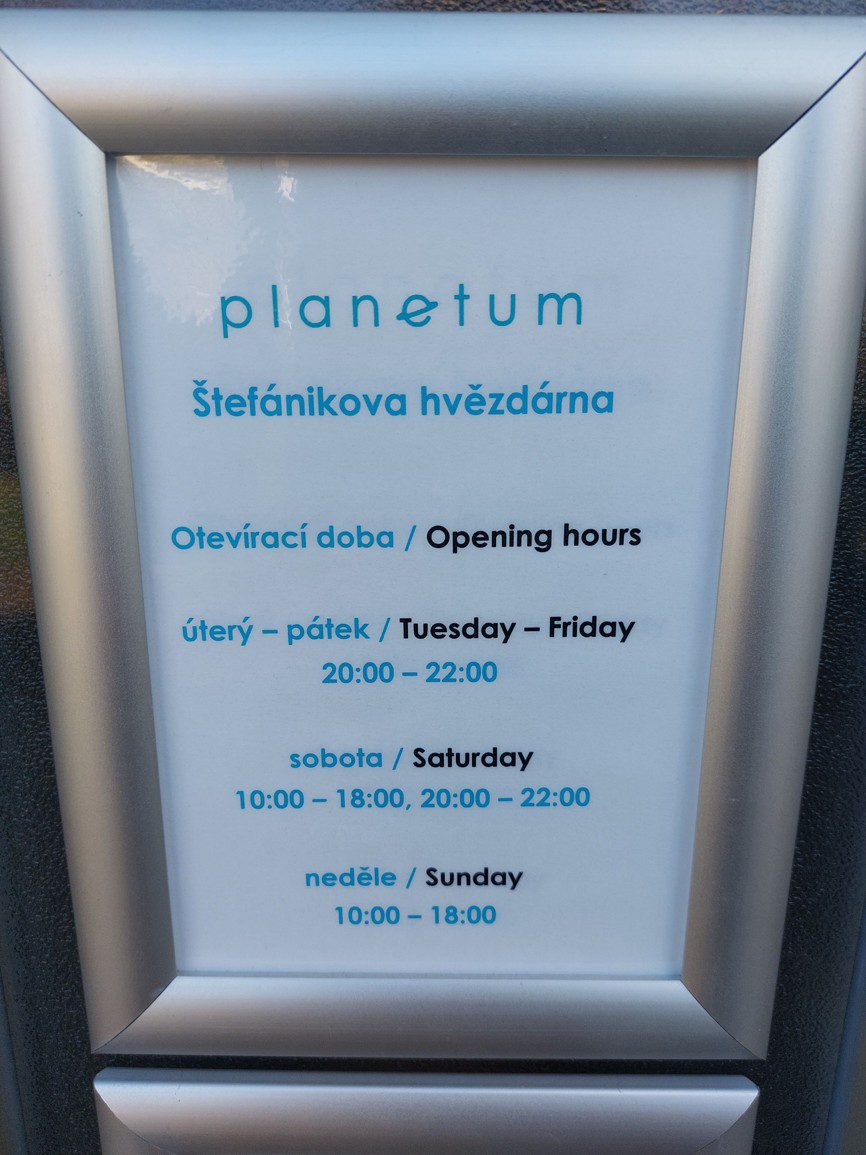 planetum
Štefánikova hvězdárna
Otevírací doba / Opening hours
úterý – pátek / Tuesday – Friday
20:00 – 22:00
sobota / Saturday
10:00 – 18:00, 20:00 – 22:00
neděle / Sunday
10:00 – 18:00